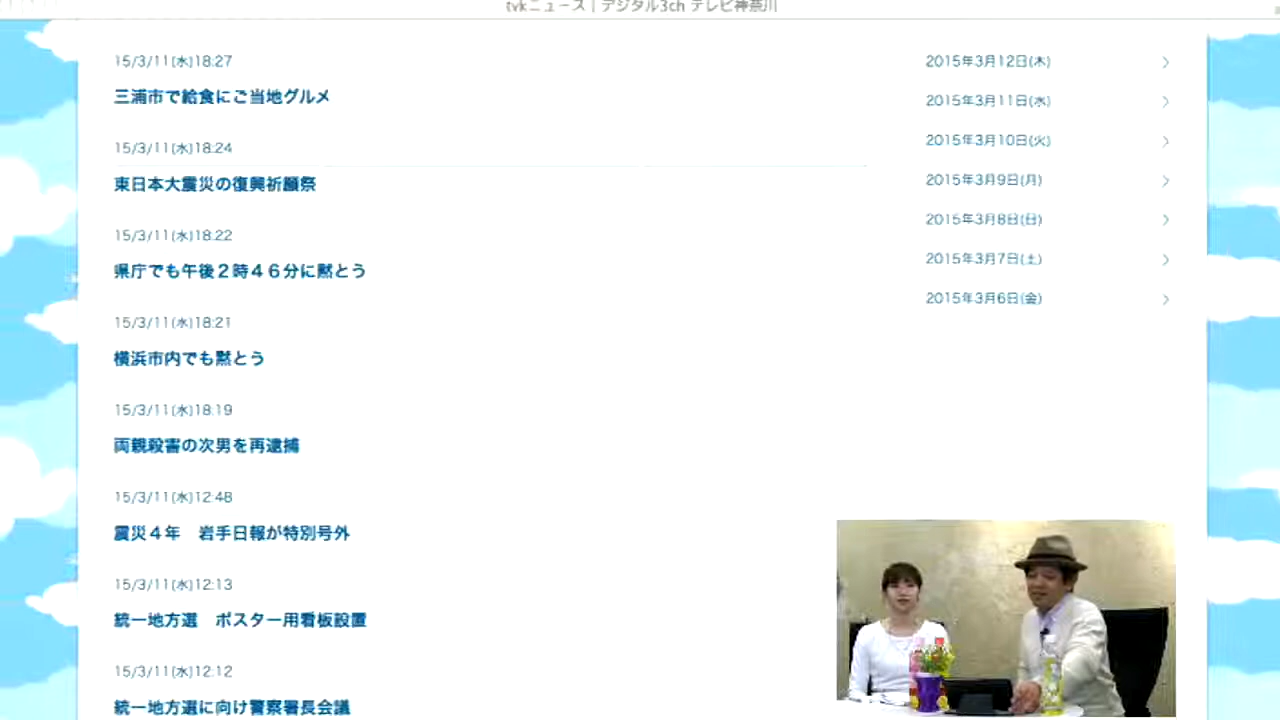 tvkニュース｜デジタル3ch テレビ神奈川
15/3/11(水)18:27
三浦市で給食にご当地グルメ
15/3/11(水)18:24
東日本大震災の復興祈願祭
15/3/11(水)18:22
県庁でも午後２時４６分に黙とう
15/3/11(水)18:21
横浜市内でも黙とう
15/3/11(水)18:19
両親殺害の次男を再逮捕
15/3/11(水)12:48
震災４年　岩手日報が特別号外
15/3/11(水)12:13
統一地方選　ポスター用看板設置
15/3/11(水)12:12
統一地方選に向け警察署長会議
2015年3月12日(木)
2015年3月11日(水)
2015年3月10日(火)
2015年3月9日(月)
2015年3月8日(日)
2015年3月7日(土)
2015年3月6日(金)